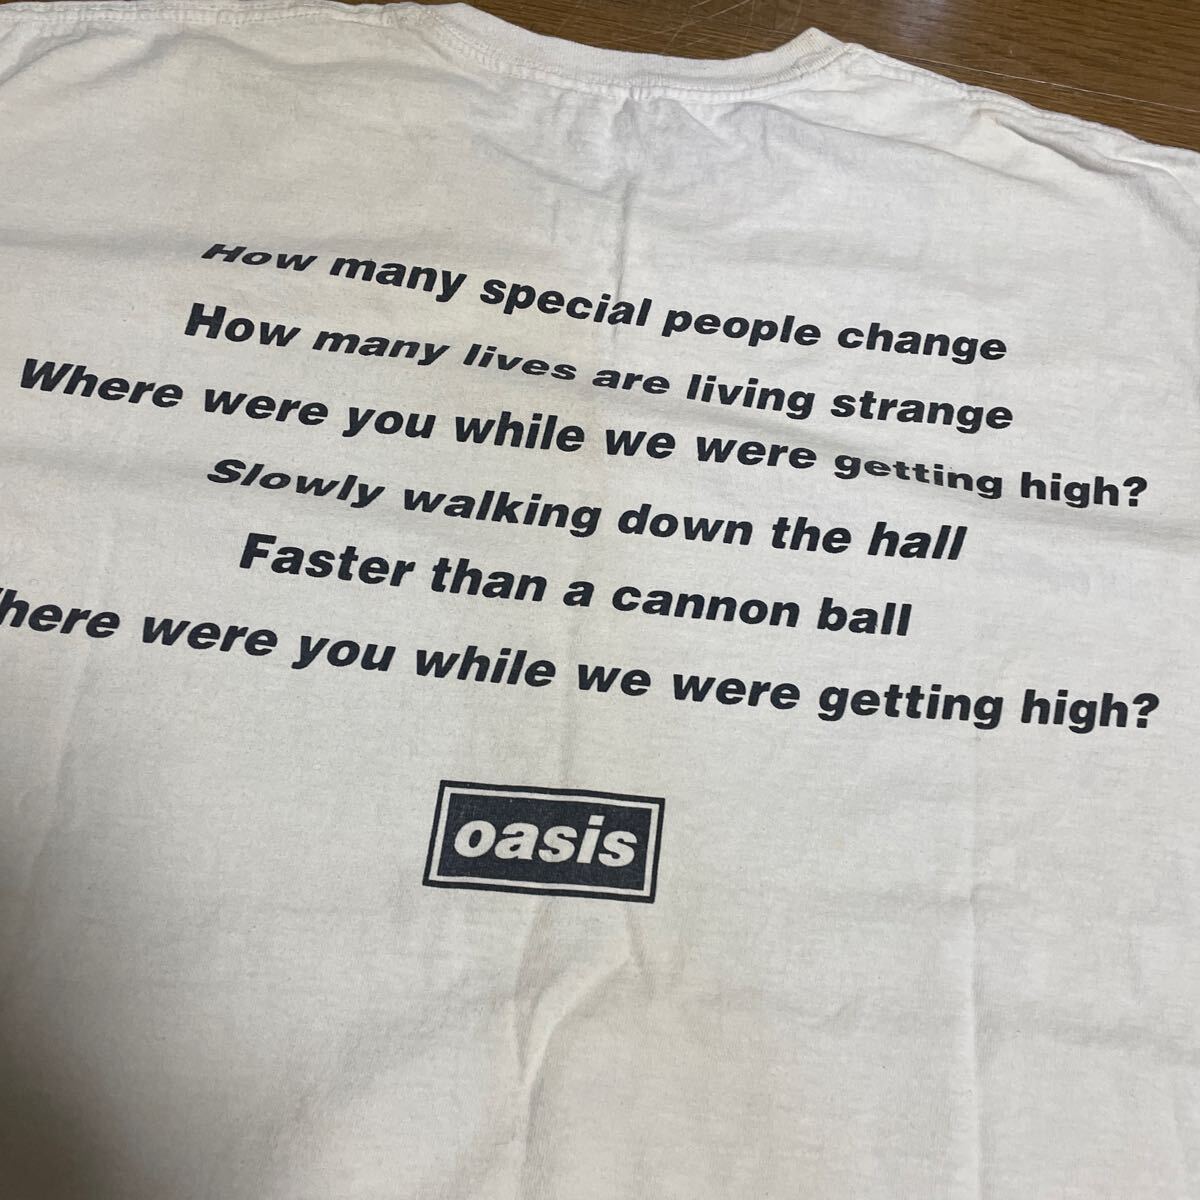 How many special people change
How many lives are living strange
Where were you while we were getting high?
Slowly walking down the hall
Faster than a cannon ball
here were you while we were getting high?
oasis